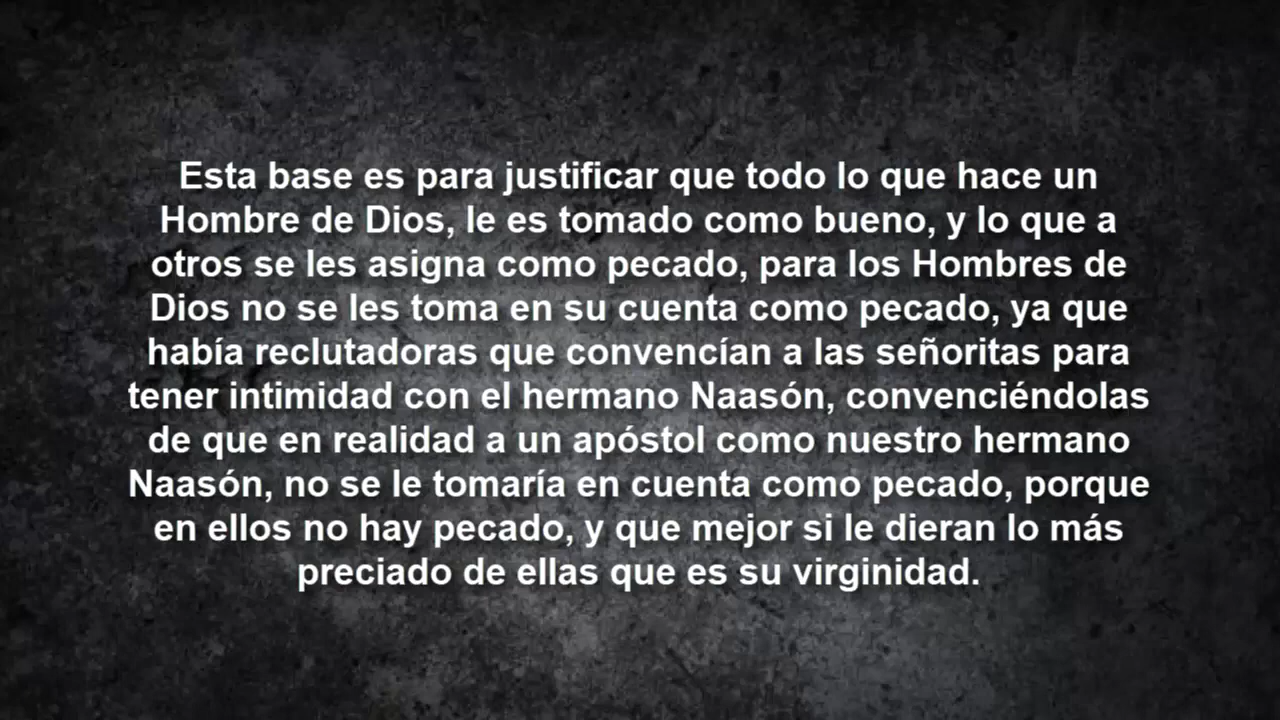 Esta base es para justificar que todo lo que hace un
Hombre de Dios, le es tomado como bueno, y lo que a
otros se les asigna como pecado, para los Hombres de
Dios no se les toma en su cuenta como pecado, ya que
había reclutadoras que convencían a las señoritas para
tener intimidad con el hermano Naasón, convenciéndolas
de que en realidad a un apóstol como nuestro hermano
Naasón, no se le tomaría en cuenta como pecado, porque
en ellos no hay pecado, y que mejor si le dieran lo más
preciado de ellas que es su virginidad.